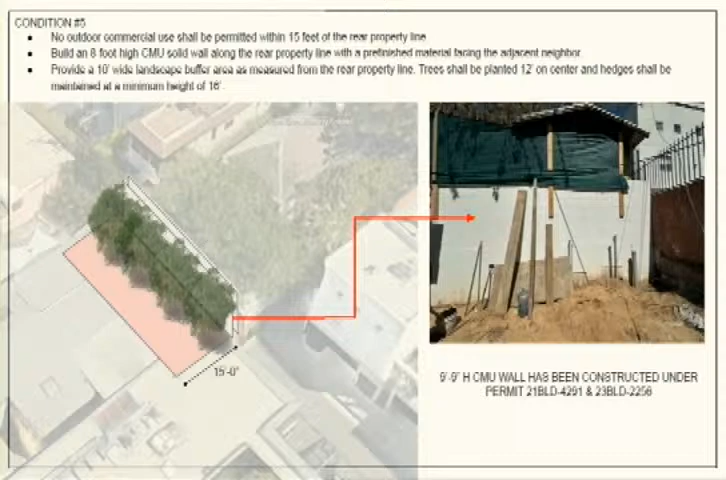 CONDITION #5
• No outdoor commercial use shall be permitted within 15 feet of the rear property line
• Build an 8 foot high CMU solid wall along the rear property line with a prefinished material facing the adjacent neighbor.
• Provide a 10' wide landscape buffer area as measured from the rear property line. Trees shall be planted 12' on center and hedges shall be
maintained at a minimum height of 16'.
15'-0"
CMU WALL HAS BEEN CONSTRUCTED UNDER
PERMIT 21BLD-4291 & 23BLD-2256